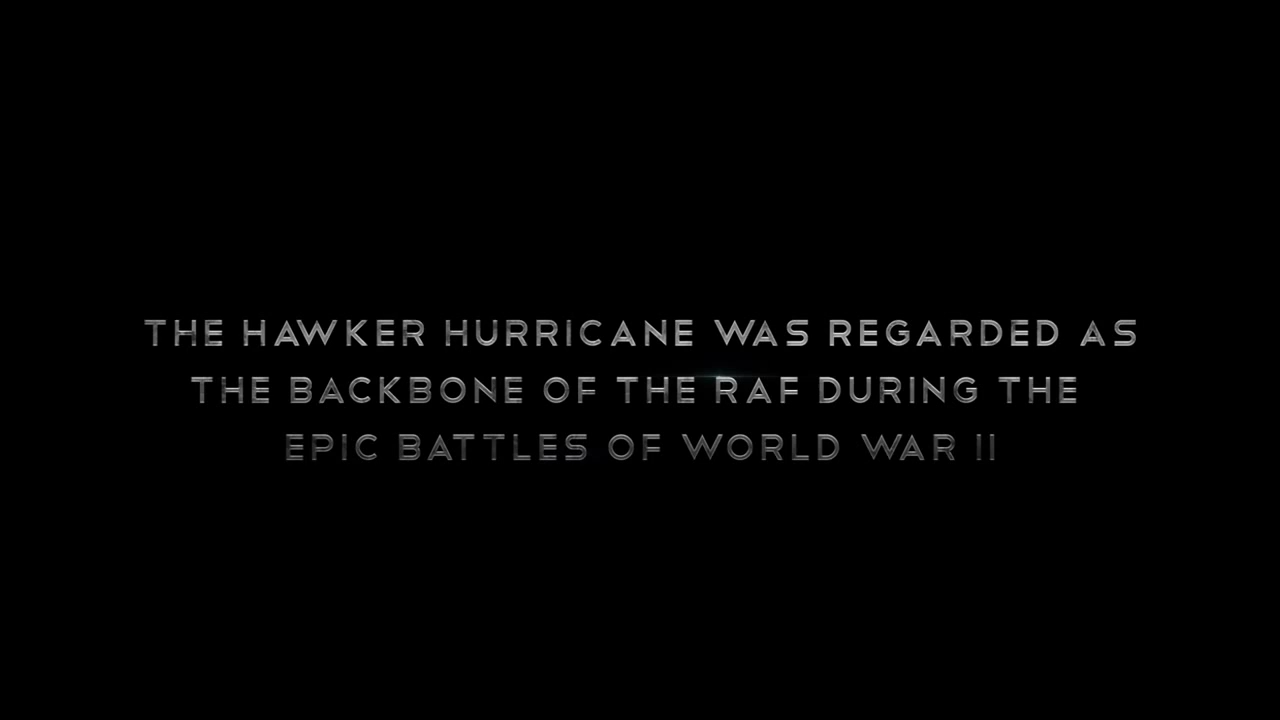 THE HAWKER HURRICANE WAS REGARDED AS
THE BACKBONE OF THE RAF DURING THE
EPIC BATTLES OF WORLD WAR II